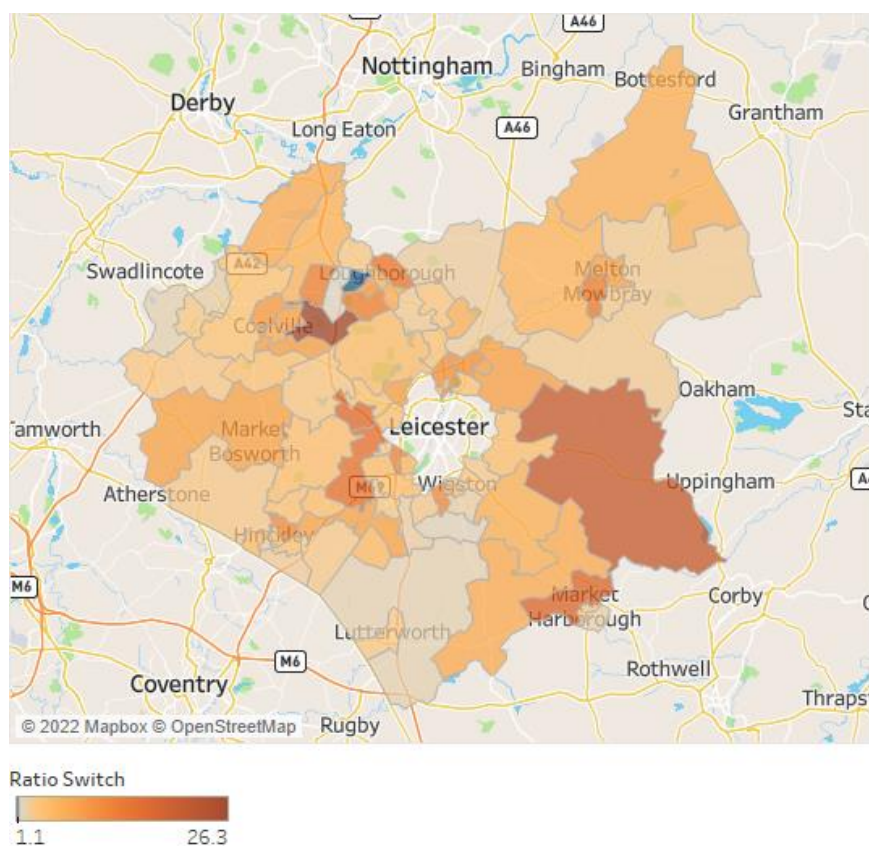 A46
Nottingham
Bingham
Bottesford
Derby
Grantham
Long Eaton
A46
Swadlincote
A42
Loughborough
Melton
Mowbray
Coalville
Oakham
Sta
Leicester
Tamworth
Market
Bosworth
Uppingham
Wigston
M69
Atherstone
Hinckley
M6
Market
Harborough
Corby
Lutterworth
M6
Rothwell
Coventry
Thraps
© 2022 Mapbox © OpenStreetMap
Rugby
Ratio Switch
1.1
26.3